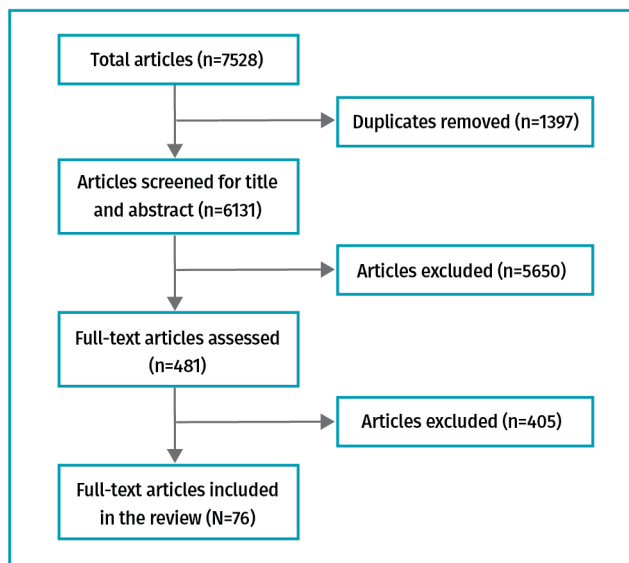 Total articles (n=7528)
Duplicates removed (n=1397)
Articles screened for title
and abstract (n=6131)
Articles excluded (n=5650)
Full-text articles assessed
(n=481)
Articles excluded (n=405)
Full-text articles included
in the review (N=76)